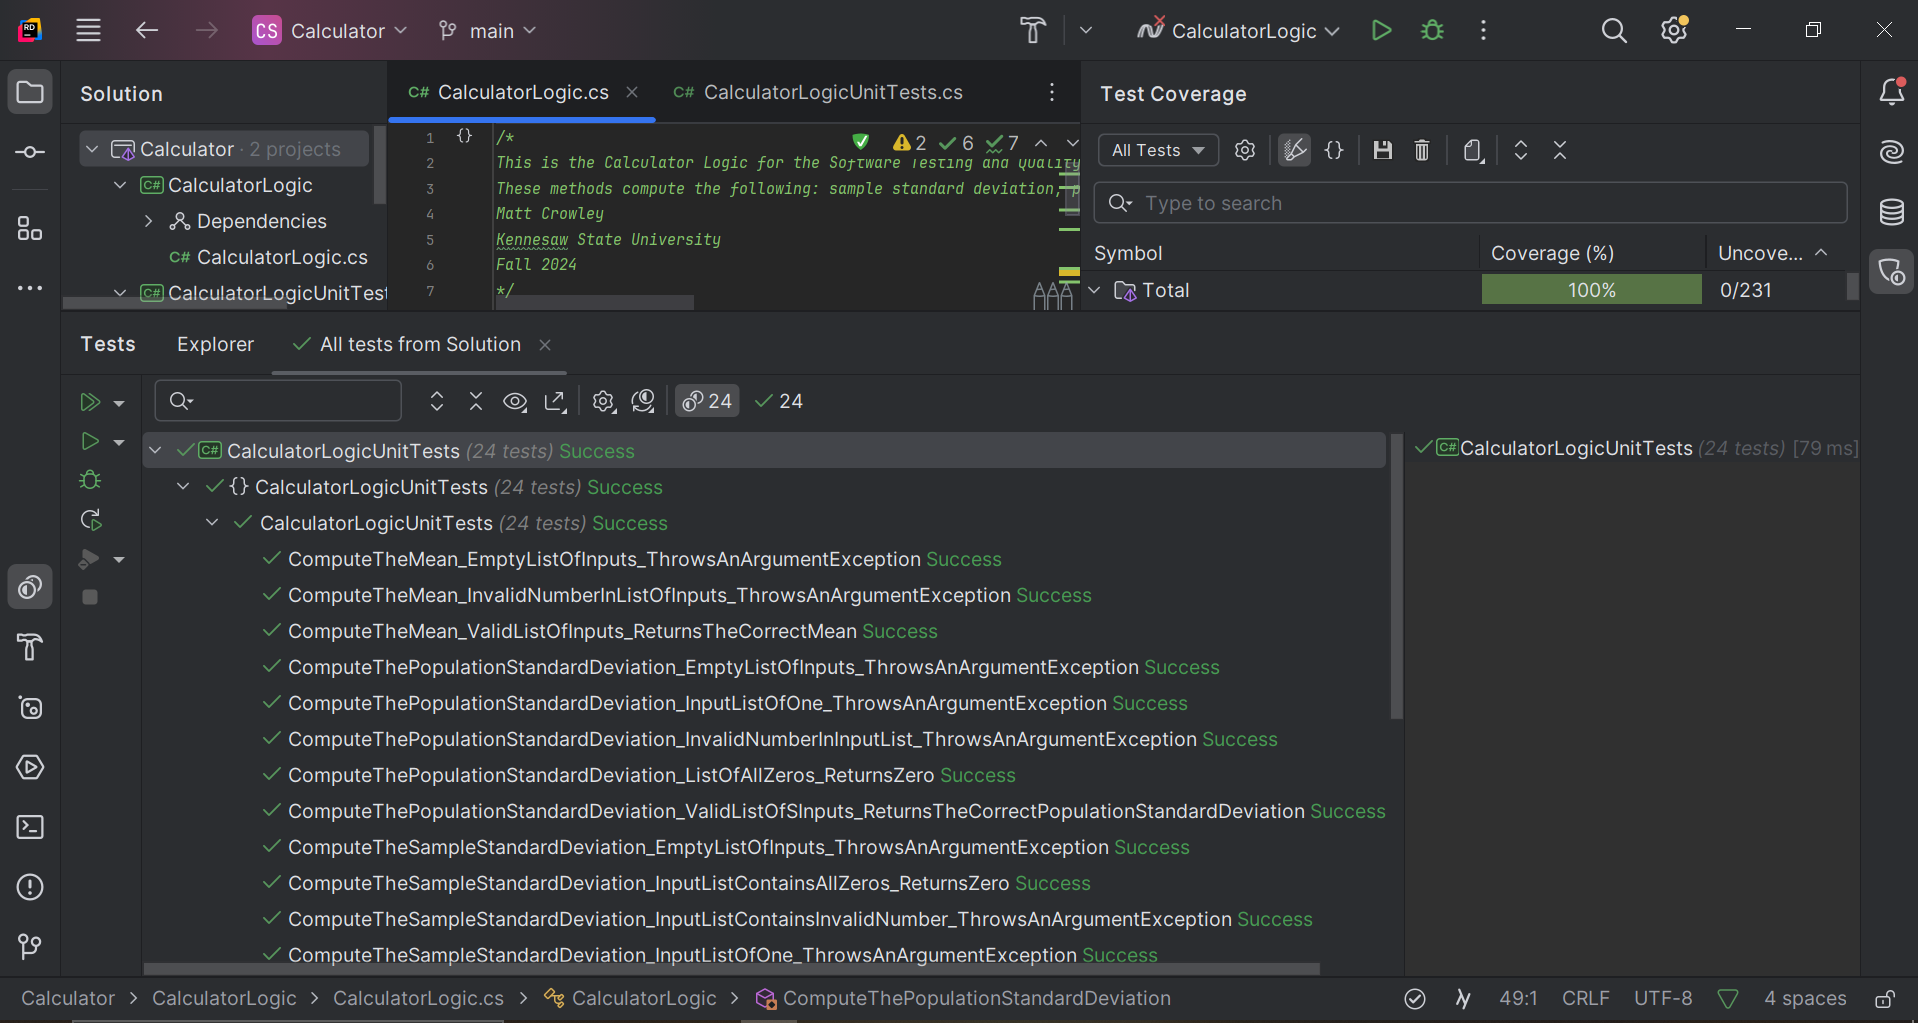 RD
CS Calculator
main
CalculatorLogic
Solution
C# CalculatorLogic.cs
C# CalculatorLogicUnitTests.cs
Test Coverage
Calculator · 2 projects
C# CalculatorLogic
Dependencies
C# CalculatorLogic.cs
C# CalculatorLogicUnitTest
1 {} /*
2 6 7
2 This is the Calculator Logic for the Software Testing and Quality
3 These methods compute the following: sample standard deviation, p
4 Matt Crowley
5 Kennesaw State University
6 Fall 2024
7 */
All Tests
{}
Type to search
Symbol Coverage (%) Uncove...
Total 100% 0/231
Tests Explorer All tests from Solution
24 24
C# CalculatorLogicUnitTests (24 tests) Success
{} CalculatorLogicUnitTests (24 tests) Success
CalculatorLogicUnitTests (24 tests) Success
ComputeTheMean_EmptyListOfInputs_ThrowsAnArgumentException Success
ComputeTheMean_InvalidNumberInListOfInputs_ThrowsAnArgumentException Success
ComputeTheMean_ValidListOfInputs_ReturnsTheCorrectMean Success
ComputeThePopulationStandardDeviation_EmptyListOfInputs_ThrowsAnArgumentException Success
ComputeThePopulationStandardDeviation_InputListOfOne_ThrowsAnArgumentException Success
ComputeThePopulationStandardDeviation_InvalidNumberInInputList_ThrowsAnArgumentException Success
ComputeThePopulationStandardDeviation_ListOfAllZeros_ReturnsZero Success
ComputeThePopulationStandardDeviation_ValidListOfSInputs_ReturnsTheCorrectPopulationStandardDeviation Success
ComputeTheSampleStandardDeviation_EmptyListOfInputs_ThrowsAnArgumentException Success
ComputeTheSampleStandardDeviation_InputListContainsAllZeros_ReturnsZero Success
ComputeTheSampleStandardDeviation_InputListContainsInvalidNumber_ThrowsAnArgumentException Success
ComputeTheSampleStandardDeviation_InputListOfOne_ThrowsAnArgumentException Success
C# CalculatorLogicUnitTests (24 tests) [79 ms]
Calculator > CalculatorLogic > CalculatorLogic.cs > CalculatorLogic > ComputeThePopulationStandardDeviation
49:1 CRLF UTF-8 4 spaces